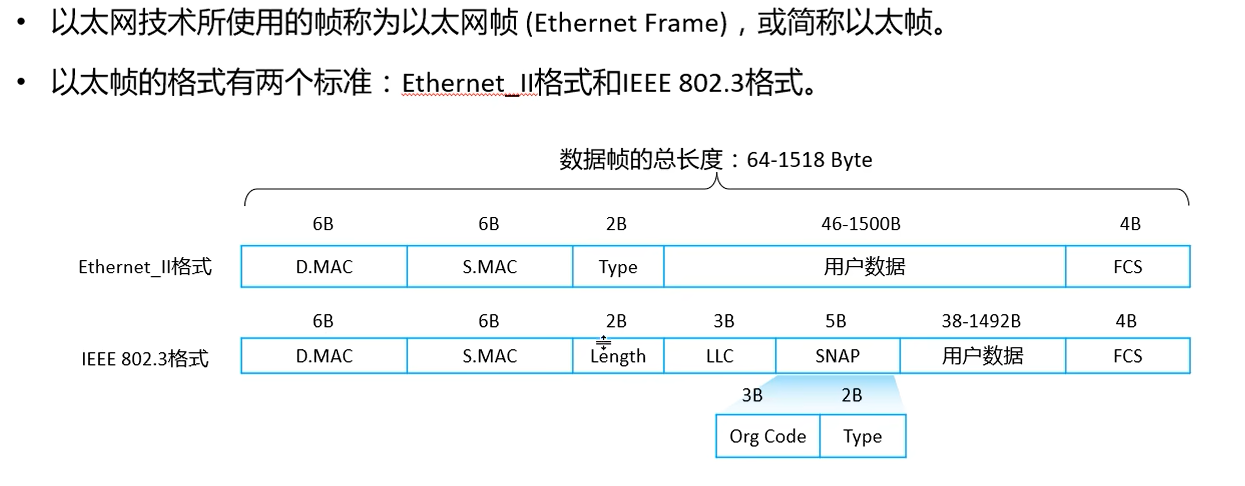 • 以太网技术所使用的帧称为以太网帧 (Ethernet Frame)，或简称以太帧。
• 以太帧的格式有两个标准：Ethernet_II格式和IEEE 802.3格式。
数据帧的总长度：64-1518 Byte
6B 6B 2B 46-1500B 4B
Ethernet_II格式 D.MAC S.MAC Type 用户数据 FCS
6B 6B 2B 3B 5B 38-1492B 4B
IEEE 802.3格式 D.MAC S.MAC Length LLC SNAP 用户数据 FCS
3B 2B
Org Code Type